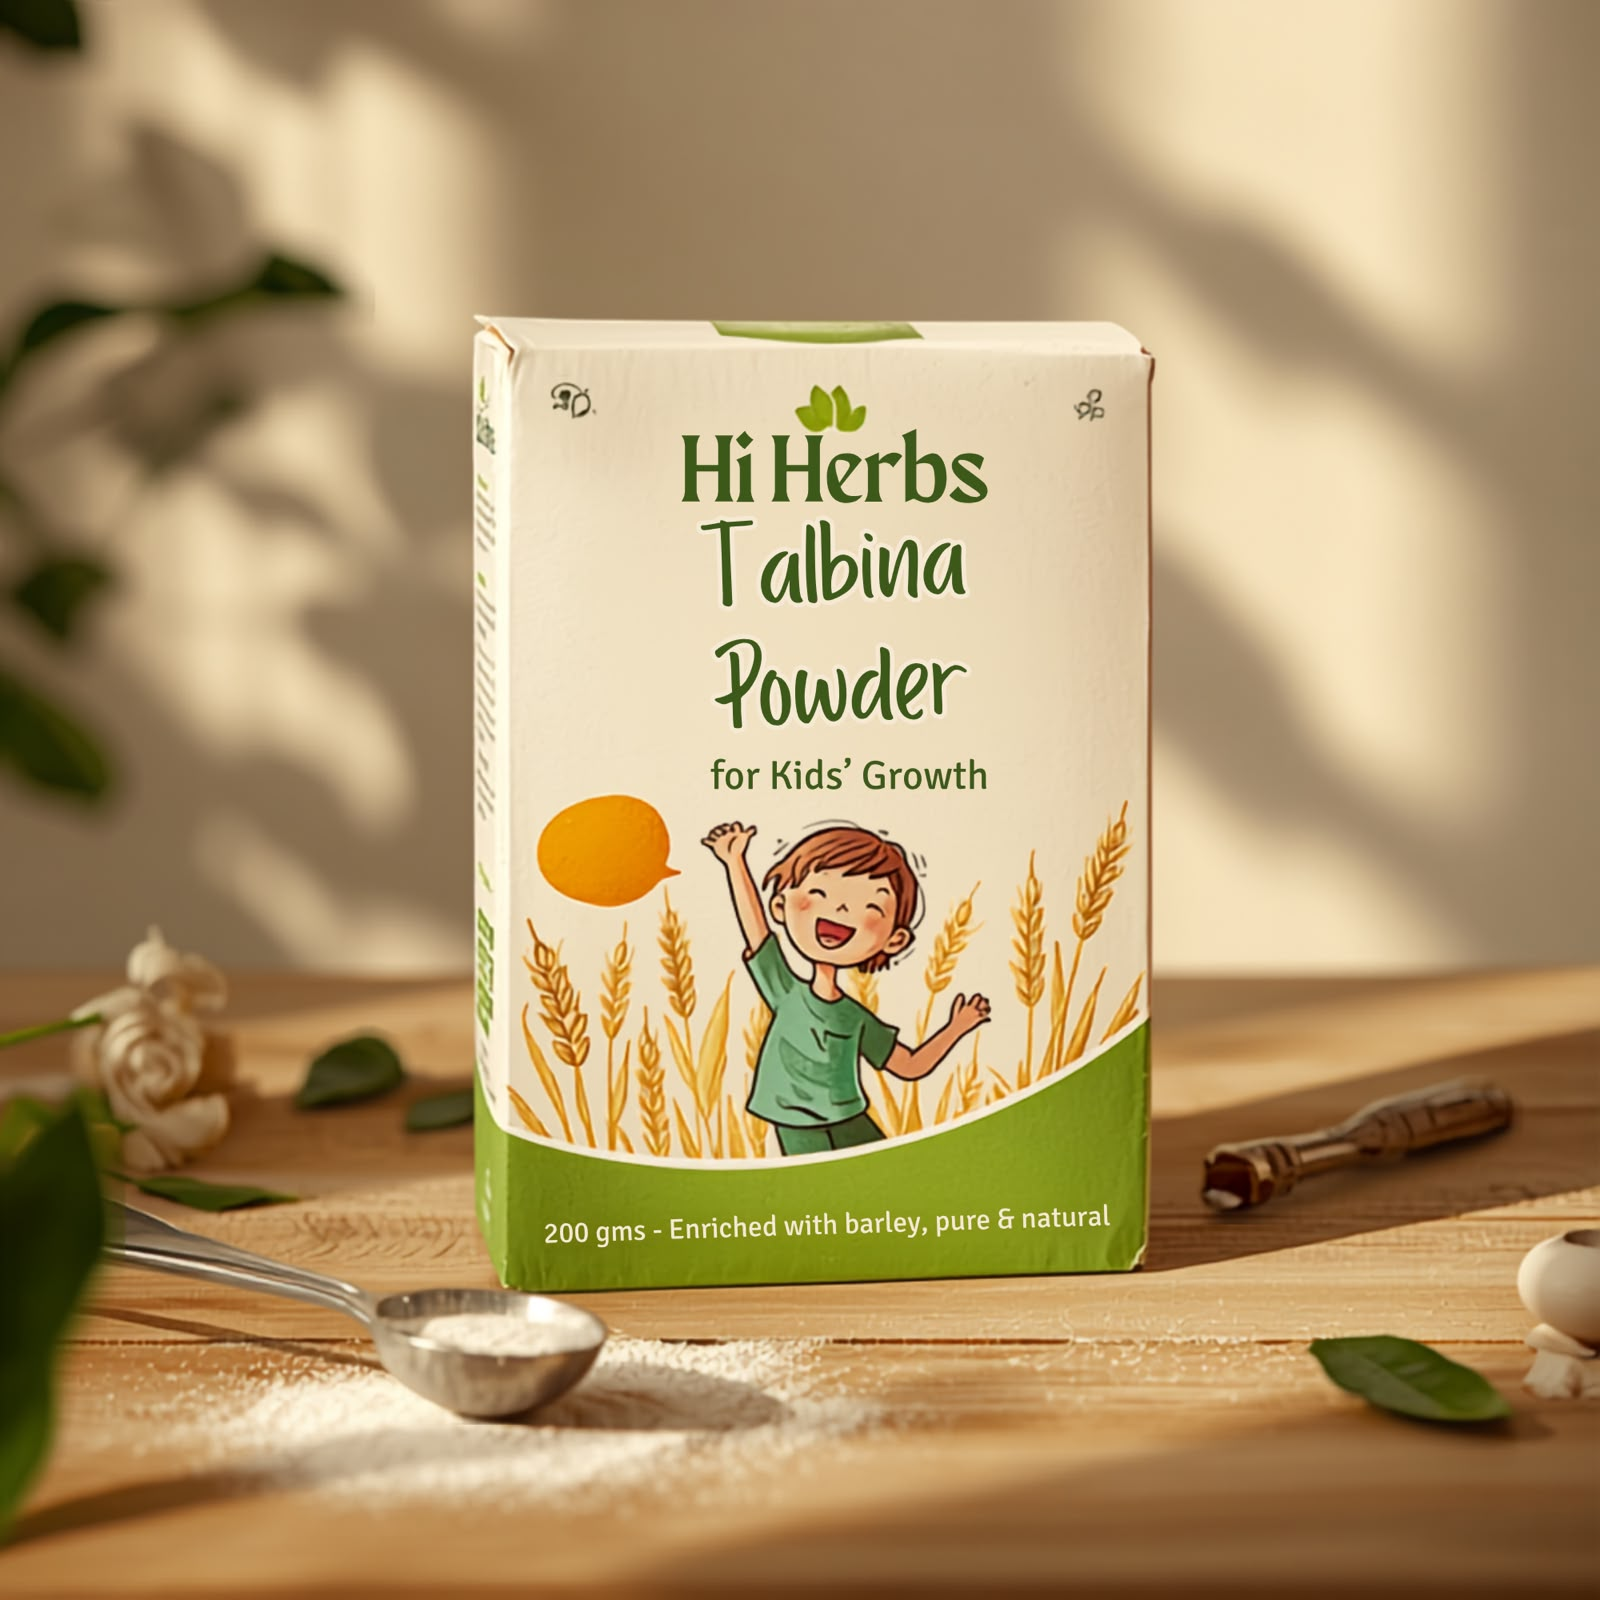 Hi Herbs
Talbina
Powder
for Kids’ Growth
200 gms - Enriched with barley, pure & natural